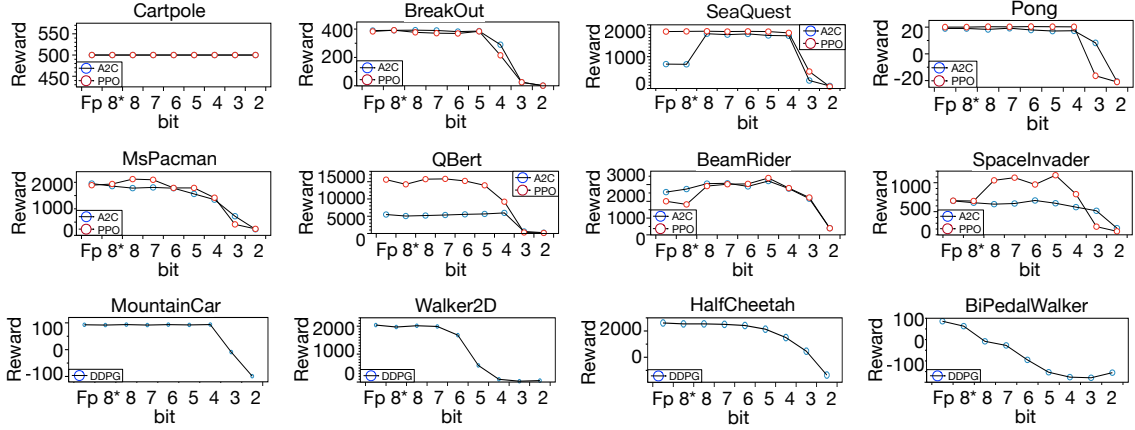 Cartpole
Reward
550
500
450
A2C
PPO
Fp 8* 8 7 6 5 4 3 2
bit
BreakOut
Reward
400
200
0
A2C
PPO
Fp 8* 8 7 6 5 4 3 2
bit
SeaQuest
Reward
2000
1000
0
A2C
PPO
Fp 8* 8 7 6 5 4 3 2
bit
Pong
Reward
20
0
-20
A2C
PPO
Fp 8* 8 7 6 5 4 3 2
bit
MsPacman
Reward
2000
1000
0
A2C
PPO
Fp 8* 8 7 6 5 4 3 2
bit
QBert
Reward
15000
10000
5000
0
A2C
PPO
Fp 8* 8 7 6 5 4 3 2
bit
BeamRider
Reward
3000
2000
1000
0
A2C
PPO
Fp 8* 8 7 6 5 4 3 2
bit
SpaceInvader
Reward
1000
500
0
A2C
PPO
Fp 8* 8 7 6 5 4 3 2
bit
MountainCar
Reward
100
0
-100
DDPG
Fp 8* 8 7 6 5 4 3 2
bit
Walker2D
Reward
2000
1000
0
DDPG
Fp 8* 8 7 6 5 4 3 2
bit
HalfCheetah
Reward
2000
0
DDPG
Fp 8* 8 7 6 5 4 3 2
bit
BiPedalWalker
Reward
100
0
-100
DDPG
Fp 8* 8 7 6 5 4 3 2
bit